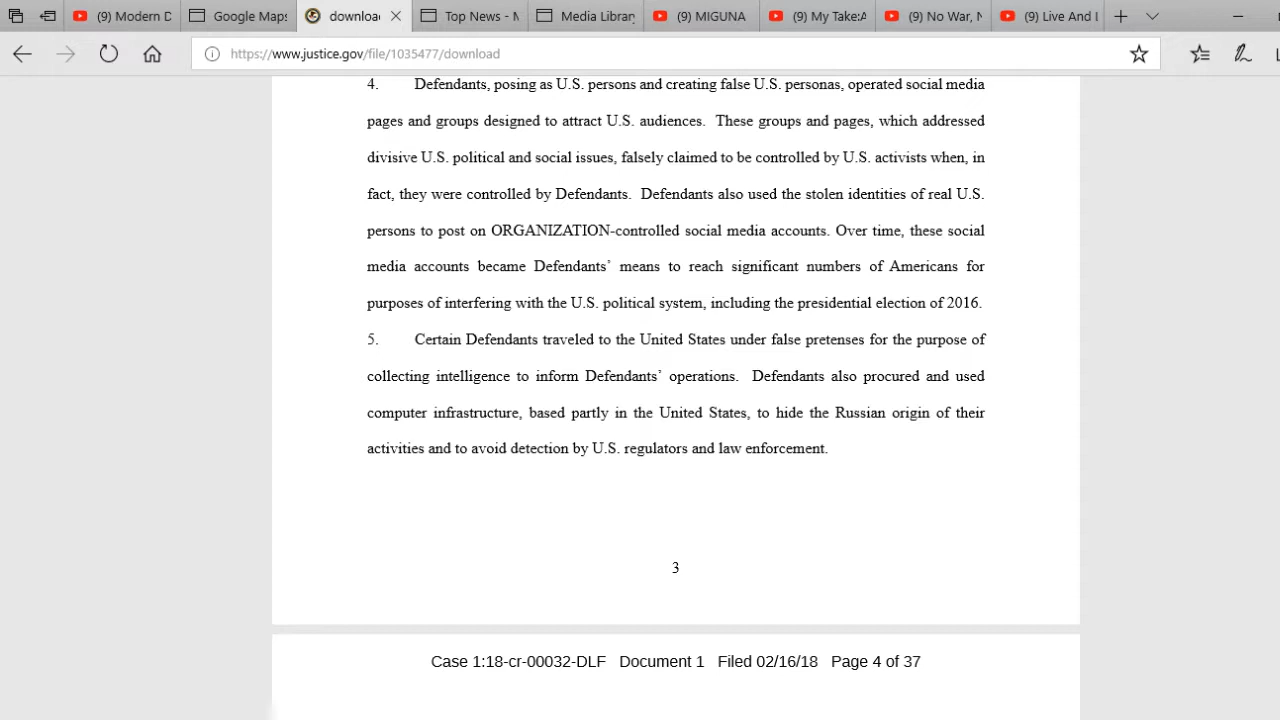 (9) Modern D
Google Maps
downloa
Top News - M
Media Library
(9) MIGUNA
(9) My Take:A
(9) No War, N
(9) Live And L
https://www.justice.gov/file/1035477/download
4. Defendants, posing as U.S. persons and creating false U.S. personas, operated social media
pages and groups designed to attract U.S. audiences. These groups and pages, which addressed
divisive U.S. political and social issues, falsely claimed to be controlled by U.S. activists when, in
fact, they were controlled by Defendants. Defendants also used the stolen identities of real U.S.
persons to post on ORGANIZATION-controlled social media accounts. Over time, these social
media accounts became Defendants’ means to reach significant numbers of Americans for
purposes of interfering with the U.S. political system, including the presidential election of 2016.
5. Certain Defendants traveled to the United States under false pretenses for the purpose of
collecting intelligence to inform Defendants’ operations. Defendants also procured and used
computer infrastructure, based partly in the United States, to hide the Russian origin of their
activities and to avoid detection by U.S. regulators and law enforcement.
3
Case 1:18-cr-00032-DLF Document 1 Filed 02/16/18 Page 4 of 37